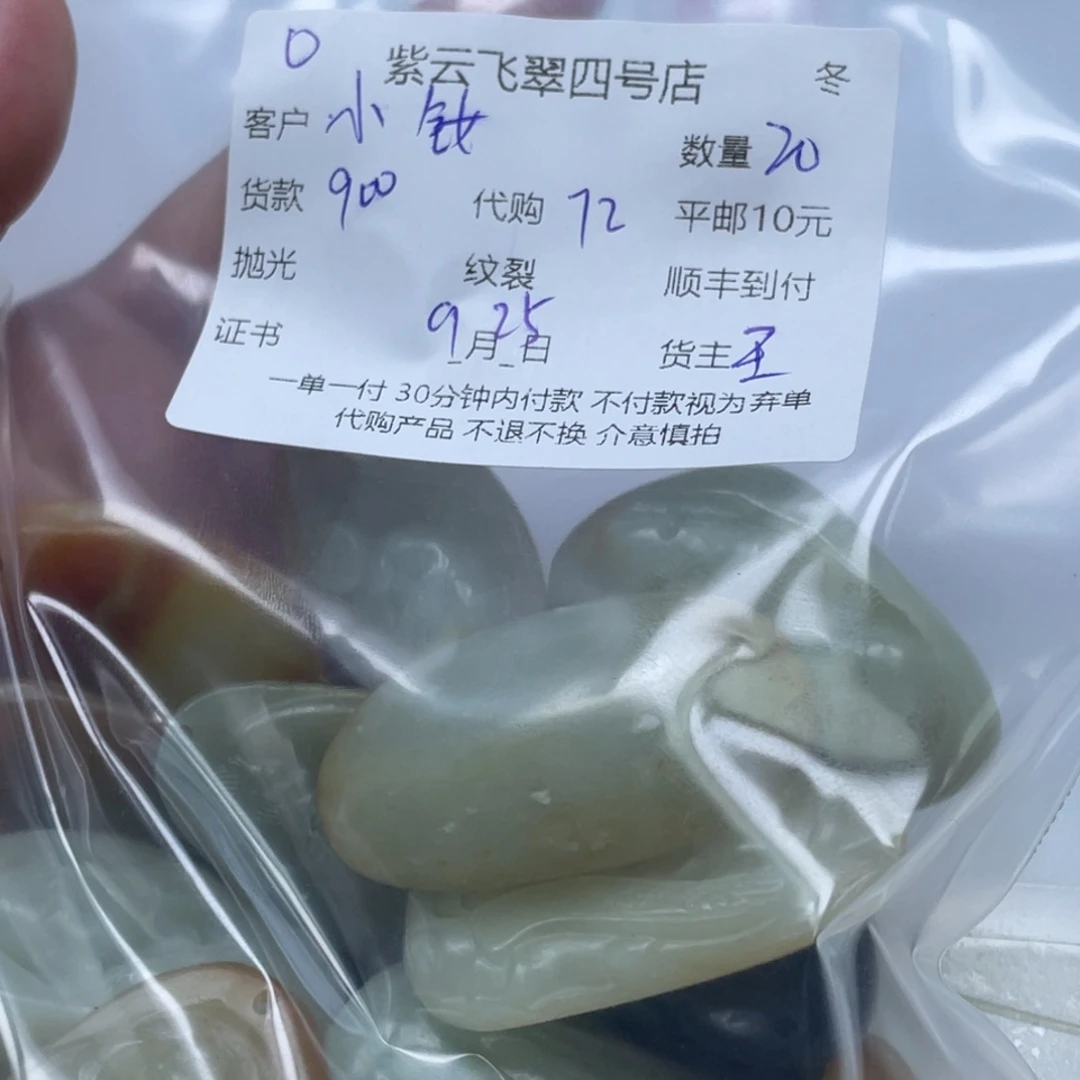 O 紫云飞翠四号店 冬
客户 小钕 数量 20
货款 900 代购 72 平邮10元
抛光 纹裂 顺丰到付
证书 9月25日 货主 王
一单一付 30分钟内付款 不付款视为弃单
代购产品 不退不换 介意慎拍